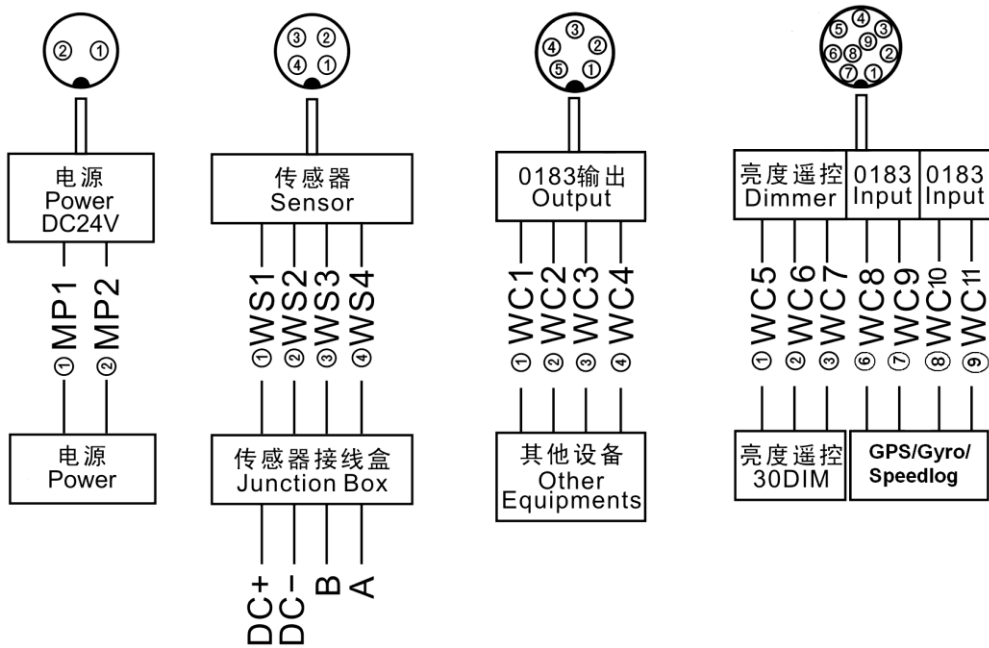 ② ①
③ ②
④ ①
③
④ ②
⑤ ①
④
⑤ ③
⑨
⑥ ⑧ ②
⑦ ①
电源
Power
DC24V
传感器
Sensor
0183输出
Output
亮度遥控
Dimmer
0183
Input
0183
Input
①MP1
②MP2
①WS1
②WS2
③WS3
④WS4
①WC1
②WC2
③WC3
④WC4
①WC5
②WC6
③WC7
⑥WC8
⑦WC9
⑧WC10
⑨WC11
电源
Power
传感器接线盒
Junction Box
其他设备
Other
Equipments
亮度遥控
30DIM
GPS/Gyro/
Speedlog
DC+
DC-
B
A